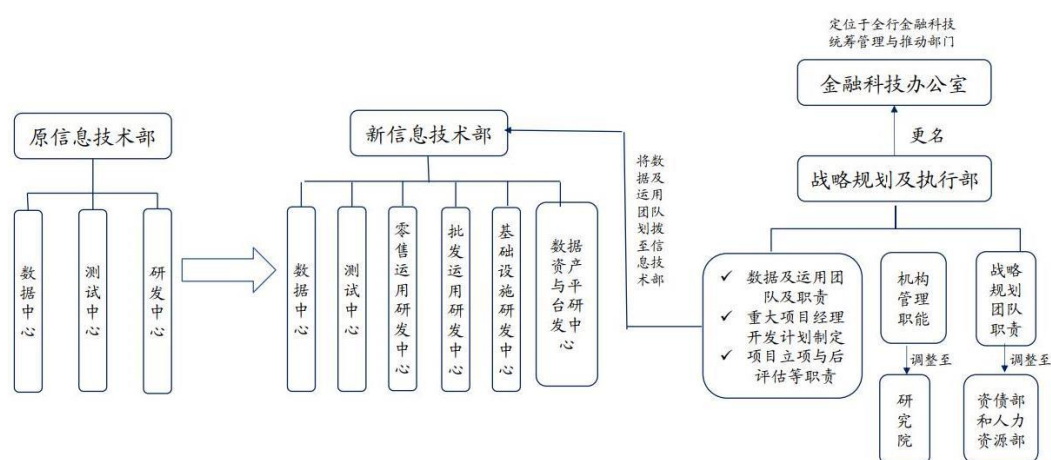 定位于全行金融科技
统筹管理与推动部门
金融科技办公室
更名
战略规划及执行部
原信息技术部
数据中心
测试中心
研发中心
新信息技术部
数据中心
测试中心
零售运用研发中心
批发运用研发中心
基础设施研发中心
数据
资产
与平
台研
发中
心
将数
据及
运用
团队
划拨
至信
息技
术部
✓ 数据及运用团
队及职责
✓ 重大项目经理
开发计划制定
✓ 项目立项与后
评估等职责
机构
管理
职能
调整至
研究院
战略
规划
团队
职责
调整至
资债部
和人力
资源部